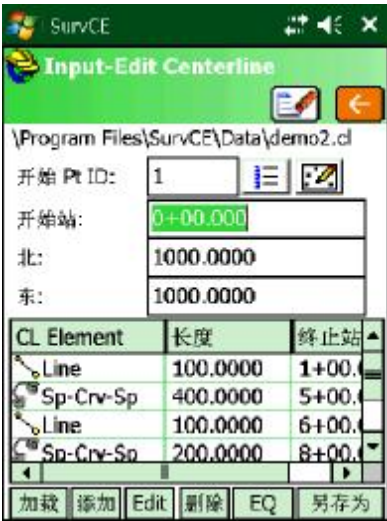 SurvCE
Input-Edit Centerline
\Program Files\SurvCE\Data\demo2.cl
开始 Pt ID: 1
开始站: 0+00.000
北: 1000.0000
东: 1000.0000
CL Element 长度 终止站
Line 100.0000 1+00.
Sp-Crv-Sp 400.0000 5+00.
Line 100.0000 6+00.
Sp-Crv-Sp 200.0000 8+00.
加载 添加 Edit 删除 EQ 另存为